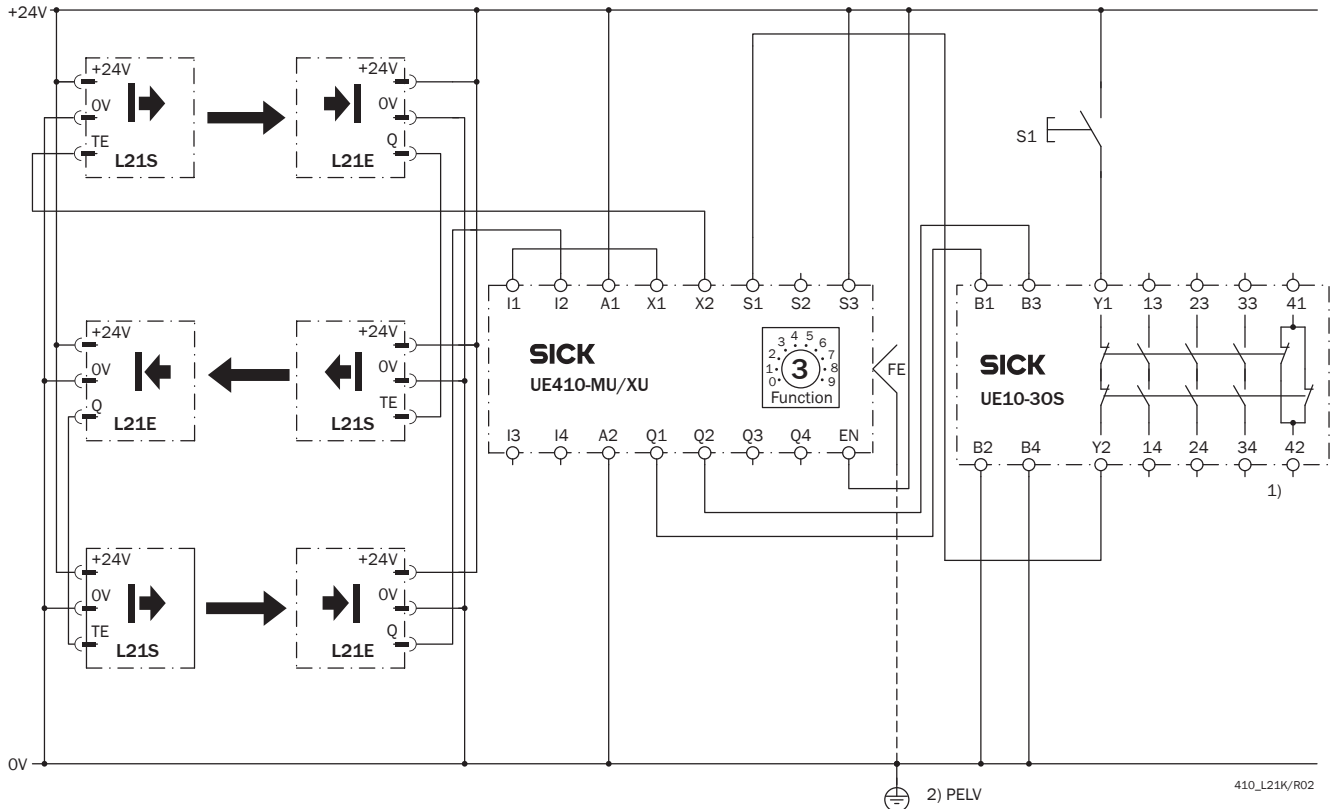 +24V
+24V
0V
TE
L21S
+24V
0V
Q
L21E
S1
I1 I2 A1 X1 X2 S1 S2 S3
SICK
UE410-MU/XU
0 1 2 3 4 5 6 7 8 9
3
Function
FE
I3 I4 A2 Q1 Q2 Q3 Q4 EN
B1 B3 Y1 13 23 33 41
SICK
UE10-3OS
B2 B4 Y2 14 24 34 42
1)
+24V
0V
Q
L21E
+24V
0V
TE
L21S
+24V
0V
TE
L21S
+24V
0V
Q
L21E
0V
2) PELV
410_L21K/R02